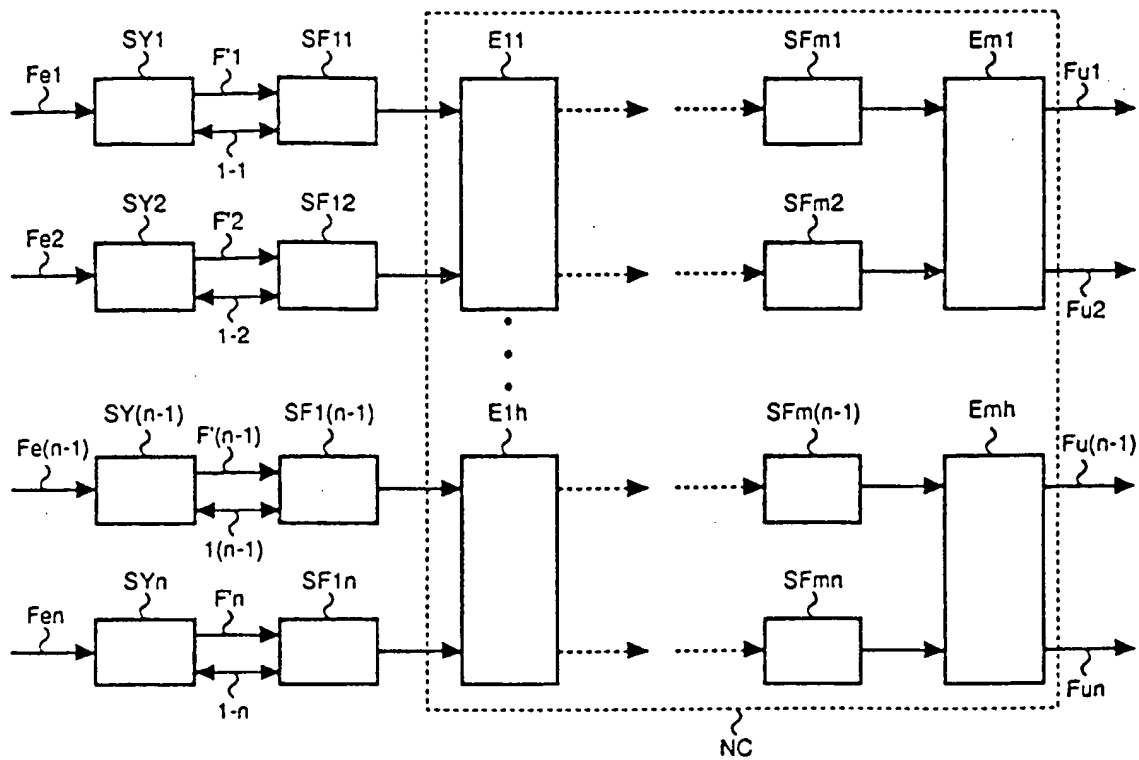 SY1 F'1 SF11 E11 SFm1 Em1
Fe1 Fu1
1-1
SY2 F'2 SF12 SFm2
Fe2
1-2 Fu2
SY(n-1) F'(n-1) SF1(n-1) E1h SFm(n-1) Emh
Fe(n-1) Fu(n-1)
1(n-1)
SYn F'n SF1n SFmn
Fen
1-n Fun
NC